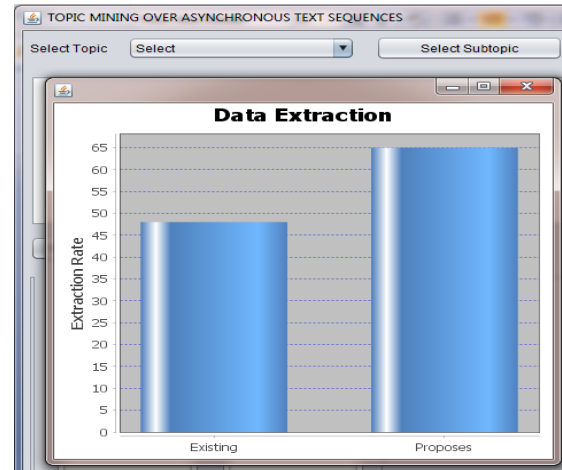 TOPIC MINING OVER ASYNCHRONOUS TEXT SEQUENCES
Select Topic
Select
Select Subtopic
Data Extraction
Extraction Rate
65
60
55
50
45
40
35
30
25
20
15
10
5
0
Existing
Proposes